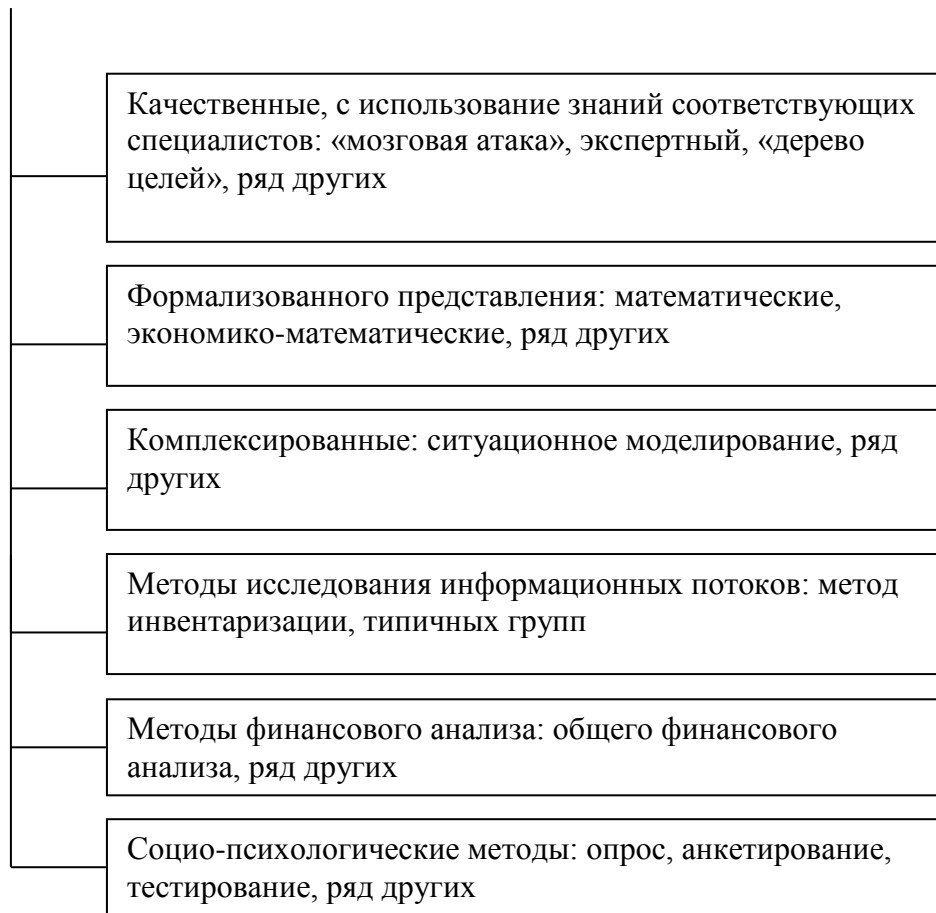 Качественные, с использование знаний соответствующих
специалистов: «мозговая атака», экспертный, «дерево
целей», ряд других
Формализованного представления: математические,
экономико-математические, ряд других
Комплексированные: ситуационное моделирование, ряд
других
Методы исследования информационных потоков: метод
инвентаризации, типичных групп
Методы финансового анализа: общего финансового
анализа, ряд других
Социо-психологические методы: опрос, анкетирование,
тестирование, ряд других